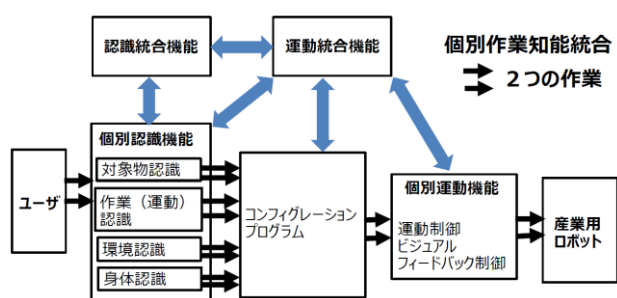 認識統合機能
運動統合機能
個別作業知能統合
2つの作業
個別認識機能
ユーザ
対象物認識
作業（運動）
認識
環境認識
身体認識
コンフィグレーション
プログラム
個別運動機能
運動制御
ビジュアル
フィードバック制御
産業用
ロボット